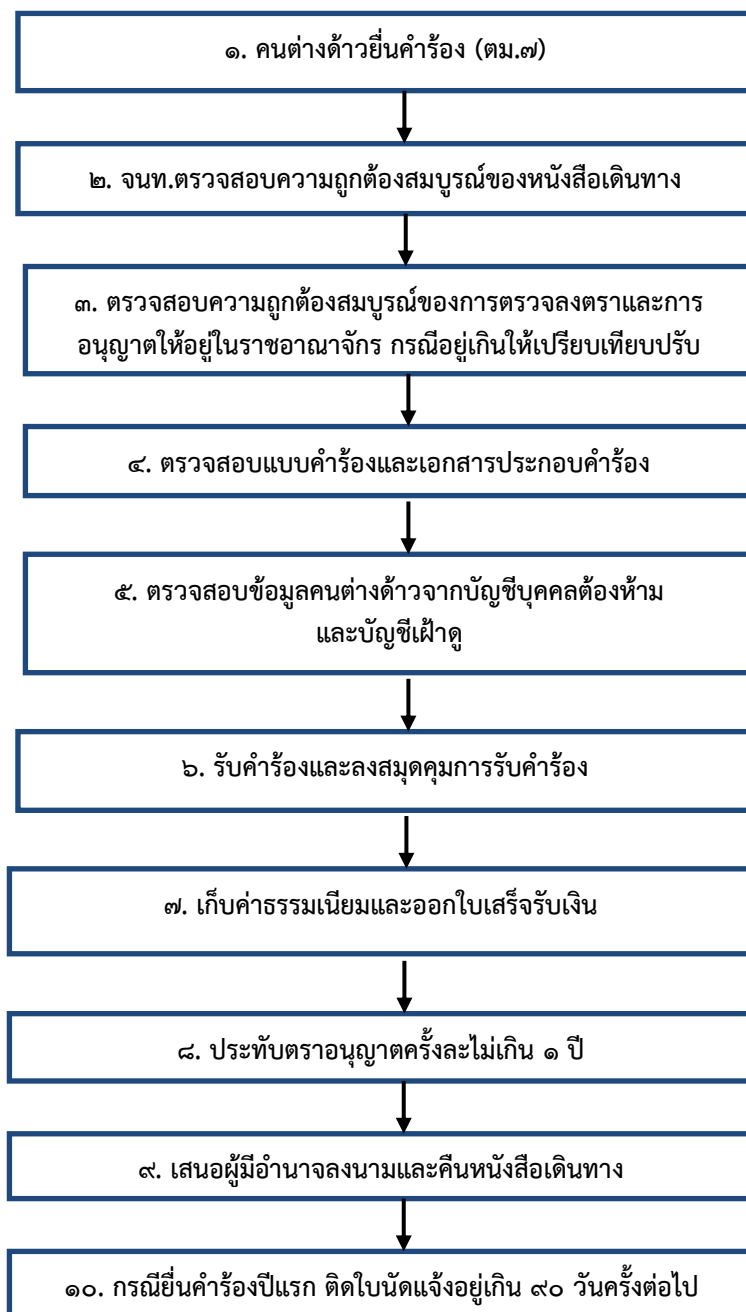 ๑. คนต่างด้าวยื่นคำร้อง (ตม.๗)
๒. จนท.ตรวจสอบความถูกต้องสมบูรณ์ของหนังสือเดินทาง
๓. ตรวจสอบความถูกต้องสมบูรณ์ของการตรวจลงตราและการ
อนุญาตให้อยู่ในราชอาณาจักร กรณีอยู่เกินให้เปรียบเทียบปรับ
๔. ตรวจสอบแบบคำร้องและเอกสารประกอบคำร้อง
๕. ตรวจสอบข้อมูลคนต่างด้าวจากบัญชีบุคคลต้องห้าม
และบัญชีเฝ้าดู
๖. รับคำร้องและลงสมุดคุมการรับคำร้อง
๗. เก็บค่าธรรมเนียมและออกใบเสร็จรับเงิน
๘. ประทับตราอนุญาตครั้งละไม่เกิน ๑ ปี
๙. เสนอผู้มีอำนาจลงนามและคืนหนังสือเดินทาง
๑๐. กรณียื่นคำร้องปีแรก ติดใบนัดแจ้งอยู่เกิน ๙๐ วันครั้งต่อไป